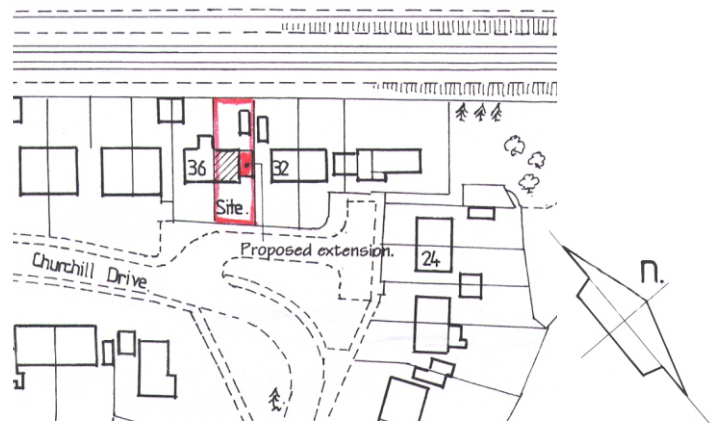 36
32
Site.
Proposed extension.
24
Churchill Drive.
n.